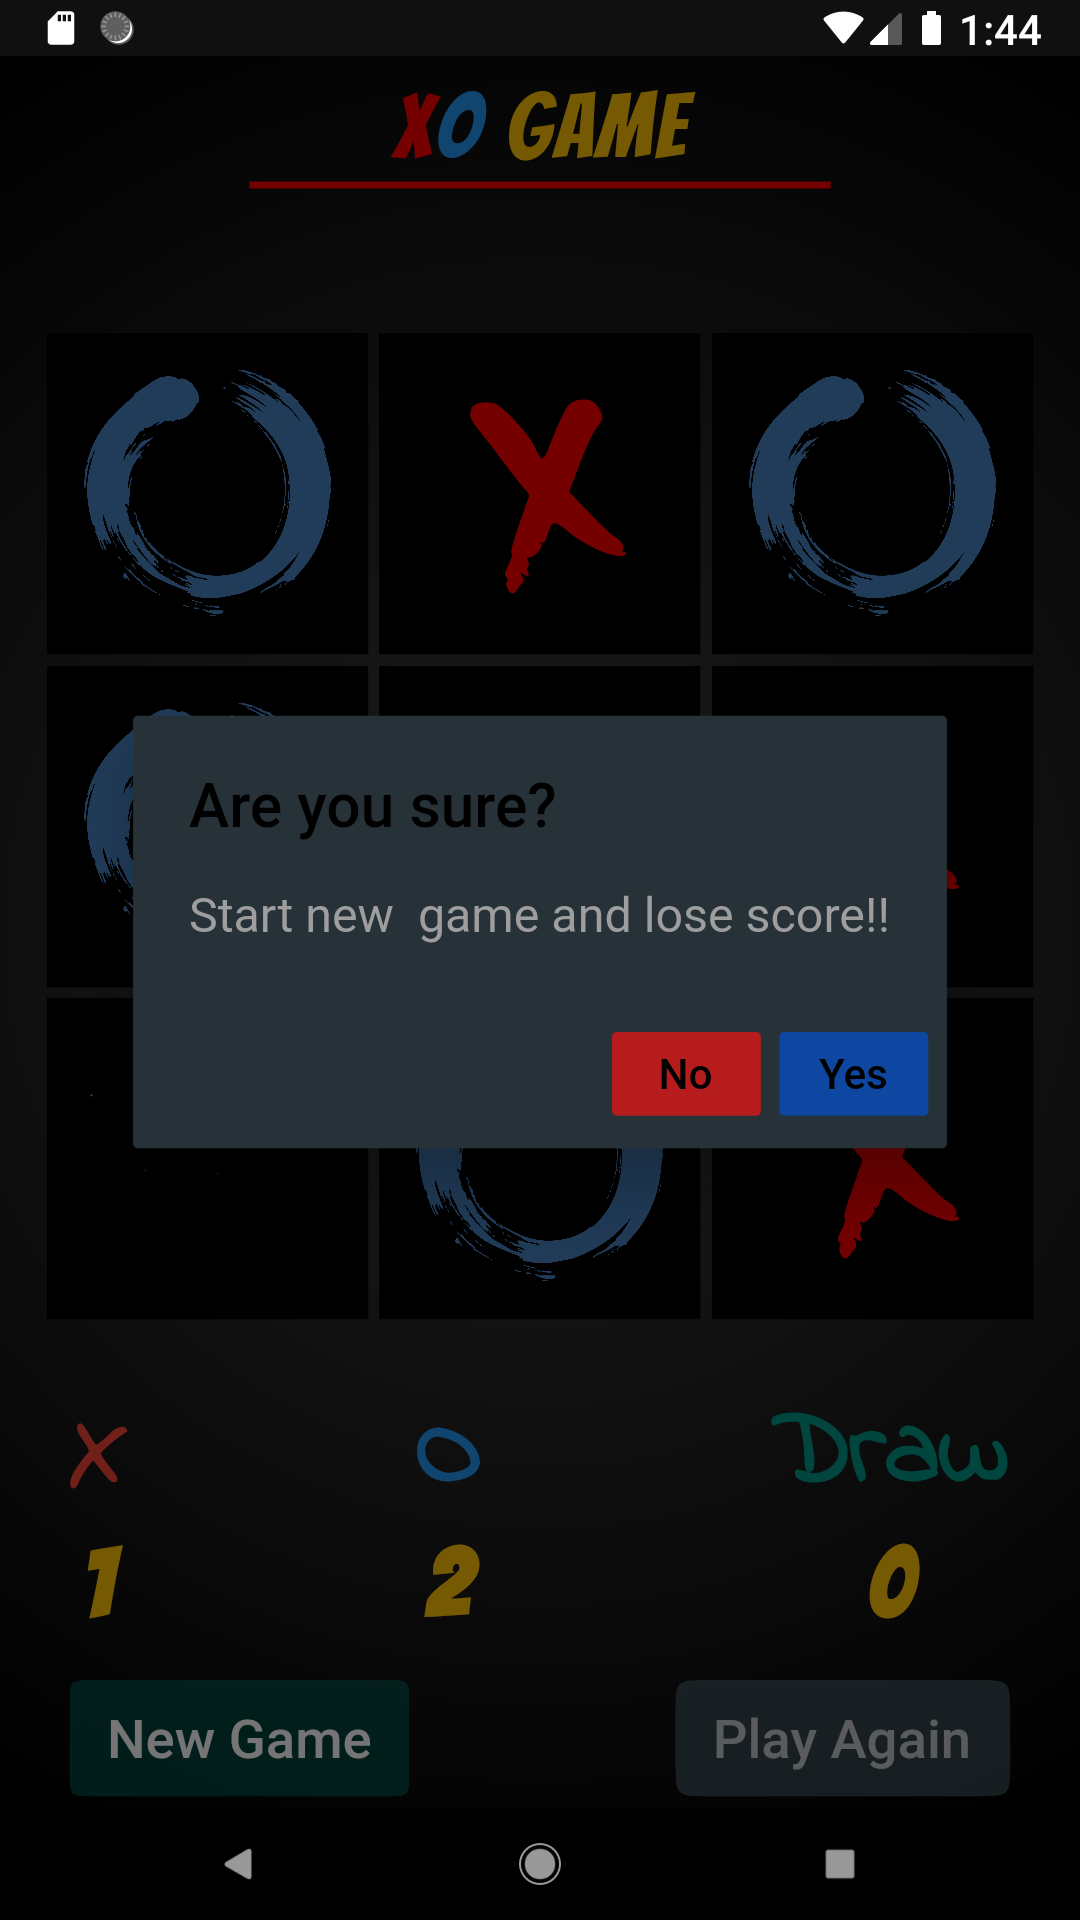 1:44
XO GAME
Are you sure?
Start new  game and lose score!!
No Yes
X O Draw
1 2 0
New Game Play Again